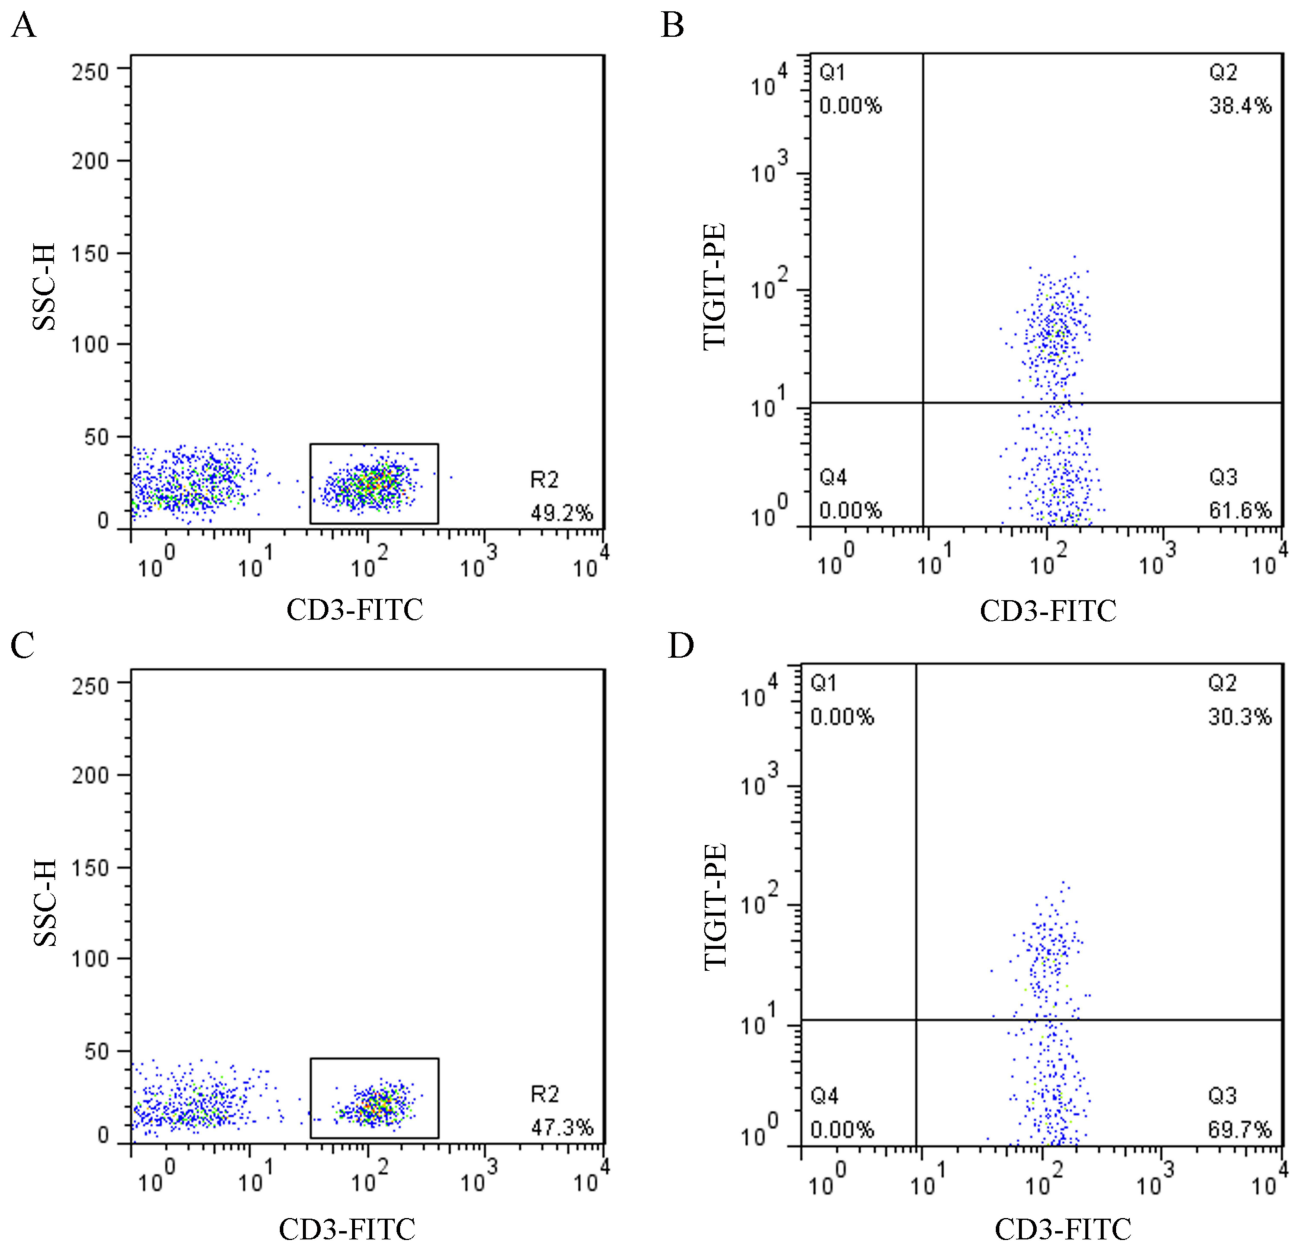 A
250
200
150
100
50
0
SSC-H
R2
49.2%
10^0 10^1 10^2 10^3 10^4
CD3-FITC
B
10^4
10^3
10^2
10^1
10^0
TIGIT-PE
Q1
0.00%
Q2
38.4%
Q4
0.00%
Q3
61.6%
10^0 10^1 10^2 10^3 10^4
CD3-FITC
C
250
200
150
100
50
0
SSC-H
R2
47.3%
10^0 10^1 10^2 10^3 10^4
CD3-FITC
D
10^4
10^3
10^2
10^1
10^0
TIGIT-PE
Q1
0.00%
Q2
30.3%
Q4
0.00%
Q3
69.7%
10^0 10^1 10^2 10^3 10^4
CD3-FITC